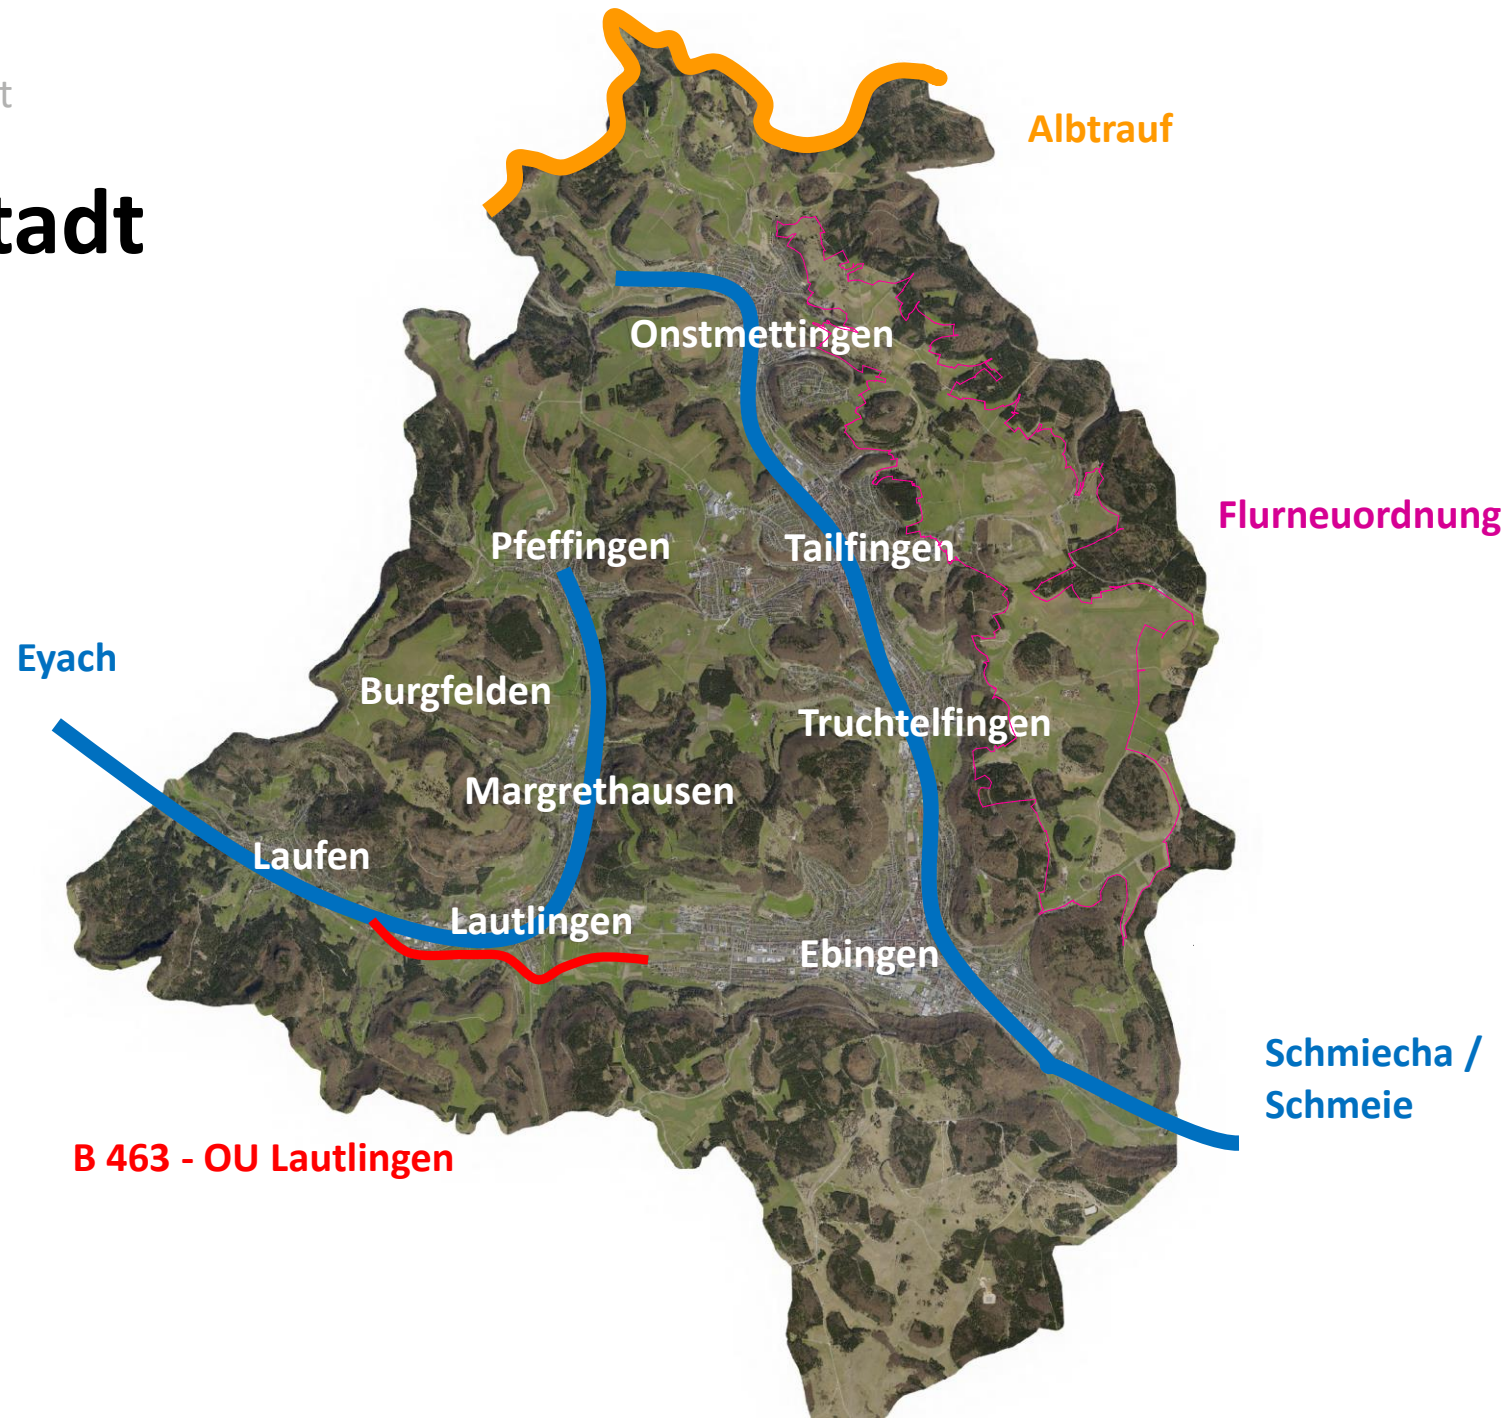 t
tadt
Albtrauf
Onstmettingen
Flurneuordnung
Pfeffingen
Tailfingen
Eyach
Burgfelden
Truchtelfingen
Margrethausen
Laufen
Lautlingen
Ebingen
Schmiecha /
Schmeie
B 463 - OU Lautlingen